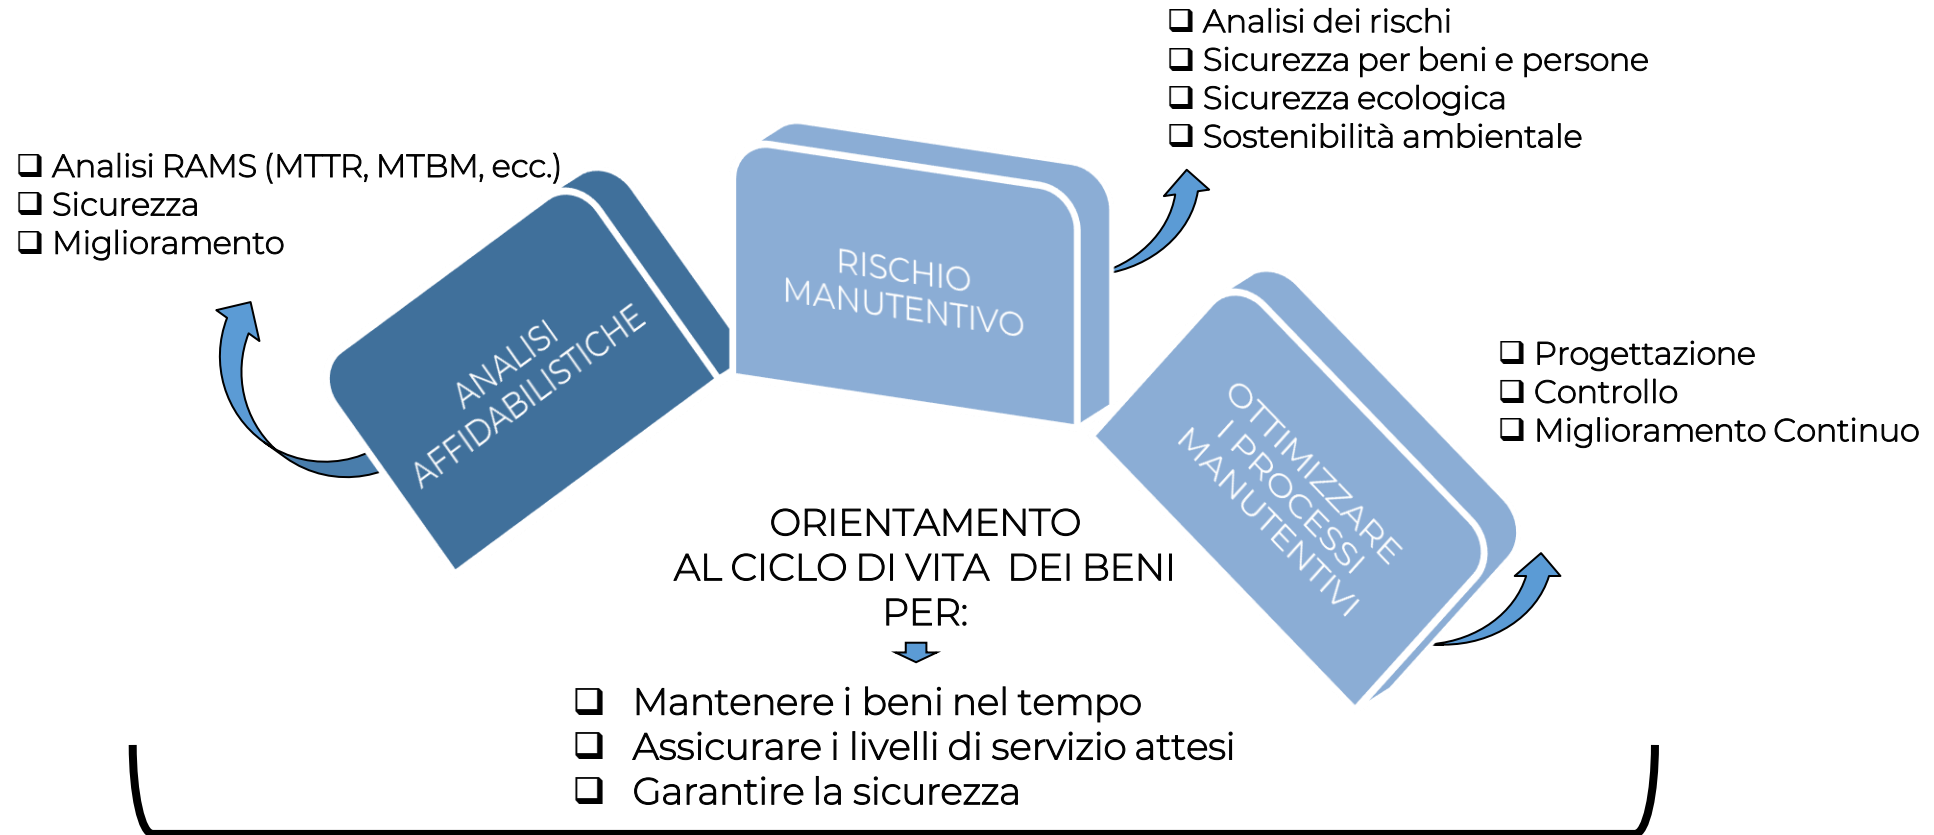 Analisi RAMS (MTTR, MTBM, ecc.)
Sicurezza
Miglioramento
ANALISI
AFFIDABILISTICHE
RISCHIO
MANUTENTIVO
Analisi dei rischi
Sicurezza per beni e persone
Sicurezza ecologica
Sostenibilità ambientale
OTTIMIZZARE
I PROCESSI
MANUTENTIVI
Progettazione
Controllo
Miglioramento Continuo
ORIENTAMENTO
AL CICLO DI VITA DEI BENI
PER:
Mantenere i beni nel tempo
Assicurare i livelli di servizio attesi
Garantire la sicurezza